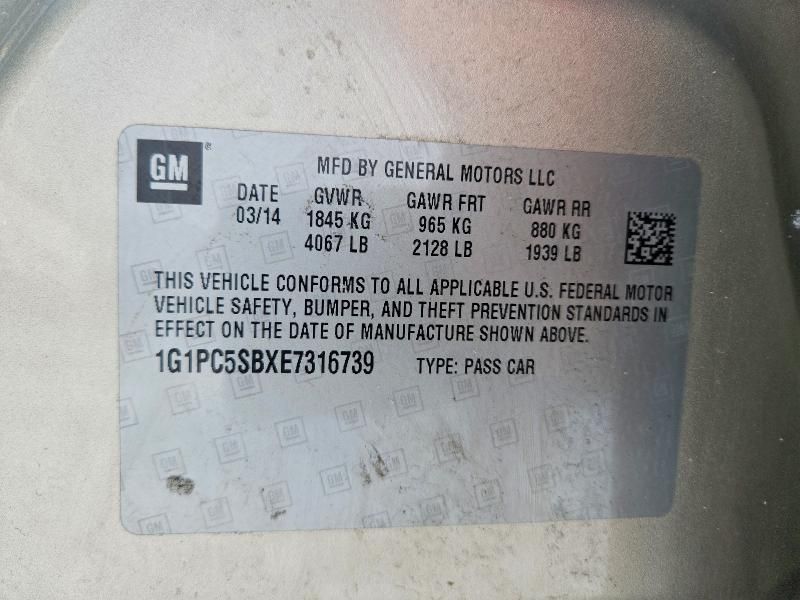 GM®
MFD BY GENERAL MOTORS LLC
DATE GVWR GAWR FRT GAWR RR
03/14 1845 KG 965 KG 880 KG
4067 LB 2128 LB 1939 LB
THIS VEHICLE CONFORMS TO ALL APPLICABLE U.S. FEDERAL MOTOR
VEHICLE SAFETY, BUMPER, AND THEFT PREVENTION STANDARDS IN
EFFECT ON THE DATE OF MANUFACTURE SHOWN ABOVE.
1G1PC5SBXE7316739 TYPE: PASS CAR